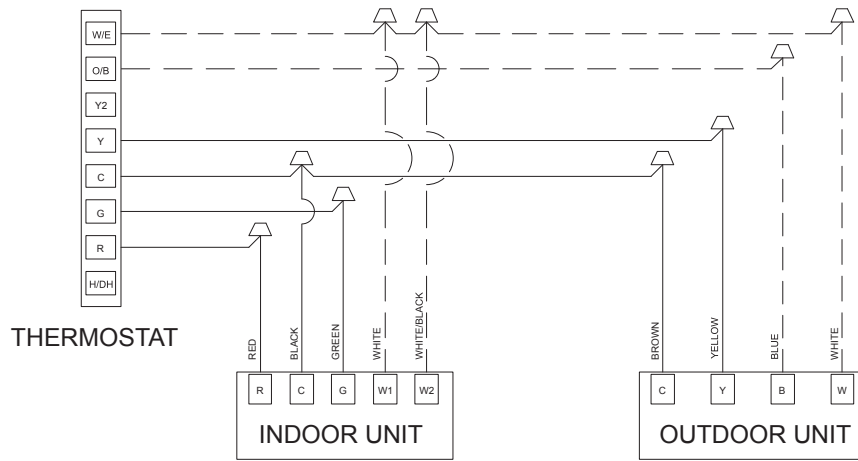 W/E
O/B
Y2
Y
C
G
R
H/DH
THERMOSTAT
RED
BLACK
GREEN
WHITE
WHITE/BLACK
BROWN
YELLOW
BLUE
WHITE
R
C
G
W1
W2
C
Y
B
W
INDOOR UNIT
OUTDOOR UNIT